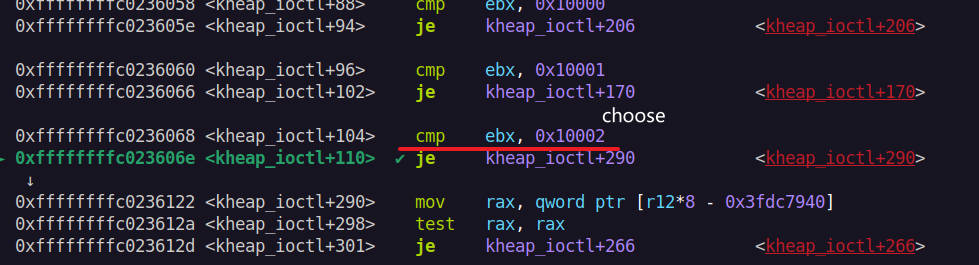 0xffffffffc0236058 <kheap_ioctl+88> cmp ebx, 0x10000
0xffffffffc023605e <kheap_ioctl+94> je kheap_ioctl+206 <kheap_ioctl+206>
0xffffffffc0236060 <kheap_ioctl+96> cmp ebx, 0x10001
0xffffffffc0236066 <kheap_ioctl+102> je kheap_ioctl+170 <kheap_ioctl+170>
choose
0xffffffffc0236068 <kheap_ioctl+104> cmp ebx, 0x10002
► 0xffffffffc023606e <kheap_ioctl+110> ✔ je kheap_ioctl+290 <kheap_ioctl+290>
↓
0xffffffffc0236122 <kheap_ioctl+290> mov rax, qword ptr [r12*8 - 0x3fdc7940]
0xffffffffc023612a <kheap_ioctl+298> test rax, rax
0xffffffffc023612d <kheap_ioctl+301> je kheap_ioctl+266 <kheap_ioctl+266>